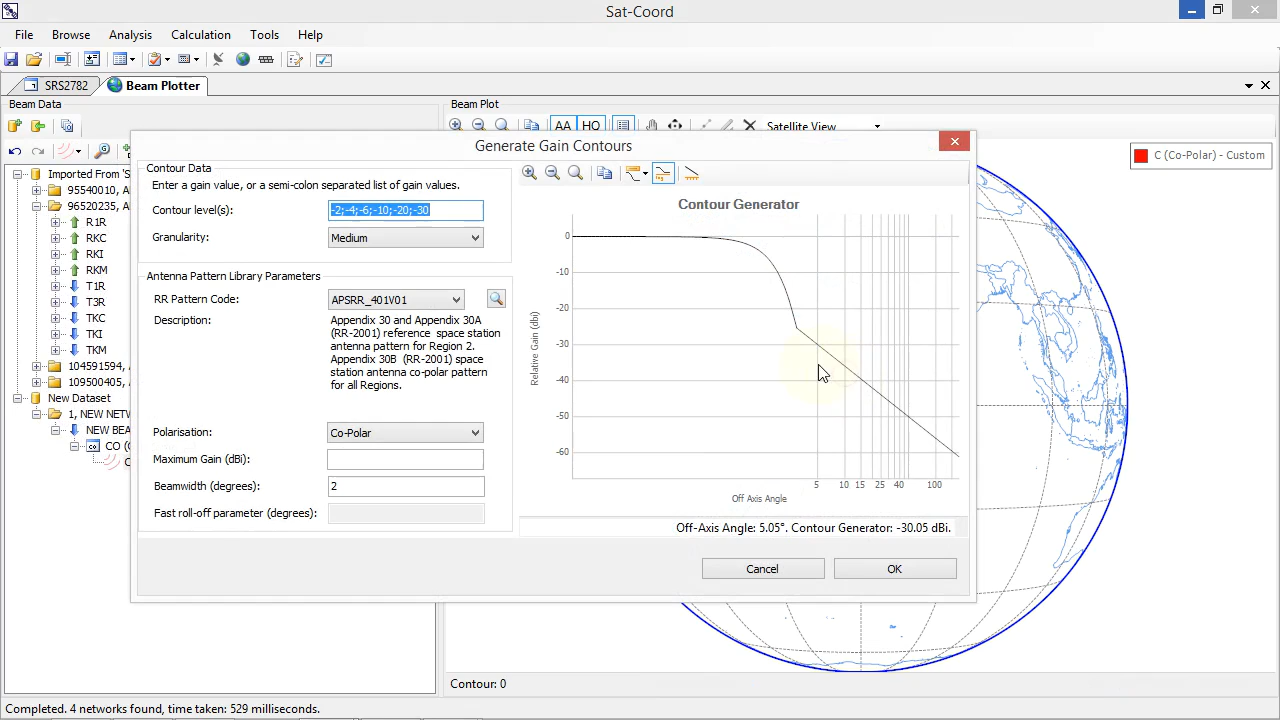 Sat-Coord
File Browse Analysis Calculation Tools Help
SRS2782 Beam Plotter
Beam Data
Beam Plot
AA HQ Satellite View
Imported From 'S
95540010, A
96520235, A
R1R
RKC
RKI
RKM
T1R
T3R
TKC
TKI
TKM
104591594,
109500405,
New Dataset
1, NEW NETW
NEW BEA
CO (
C
C (Co-Polar) - Custom
Generate Gain Contours
Contour Data
Enter a gain value, or a semi-colon separated list of gain values.
Contour level(s): -2;-4;-6;-10;-20;-30
Granularity: Medium
Antenna Pattern Library Parameters
RR Pattern Code: APSRR_401V01
Description: Appendix 30 and Appendix 30A
(RR-2001) reference space station
antenna pattern for Region 2.
Appendix 30B (RR-2001) space
station antenna co-polar pattern
for all Regions.
Polarisation: Co-Polar
Maximum Gain (dBi):
Beamwidth (degrees): 2
Fast roll-off parameter (degrees):
Contour Generator
Relative Gain (dbi)
0
-10
-20
-30
-40
-50
-60
5 10 15 25 40 100
Off Axis Angle
Off-Axis Angle: 5.05°. Contour Generator: -30.05 dBi.
Cancel OK
Contour: 0
Completed. 4 networks found, time taken: 529 milliseconds.